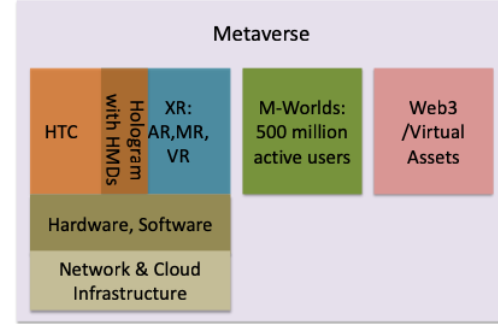 Metaverse
HTC
Hologram
with HMDs
XR:
AR,MR,
VR
M-Worlds:
500 million
active users
Web3
/Virtual
Assets
Hardware, Software
Network & Cloud
Infrastructure